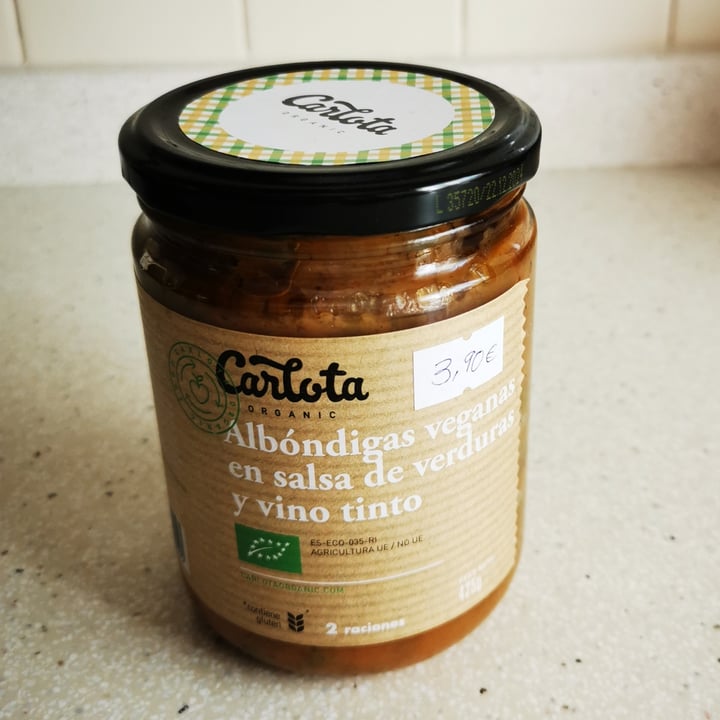 Carlota
ORGANIC
L 35720/22.12.2024
Carlota
ORGANIC
3,90€
Albóndigas veganas
en salsa de verduras
y vino tinto
ES-ECO-035-RI
AGRICULTURA UE / NO UE
CARLOTAORGANIC.COM
425g
*contiene
gluten
2 raciones